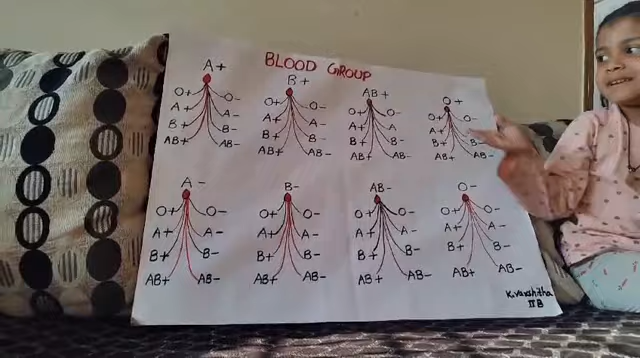 BLOOD GROUP
A+
O+ O-
A+ A-
B+ B-
AB+ AB-
B+
O+ O-
A+ A-
B+ B-
AB+ AB-
AB+
O+ O-
A+ A-
B+ B-
AB+ AB-
O+
O+ O-
A+ A-
B+ B-
AB+ AB-
A-
O+ O-
A+ A-
B+ B-
AB+ AB-
B-
O+ O-
A+ A-
B+ B-
AB+ AB-
AB-
O+ O-
A+ A-
B+ B-
AB+ AB-
O-
O+ O-
A+ A-
B+ B-
AB+ AB-
K.Varshitha
II B